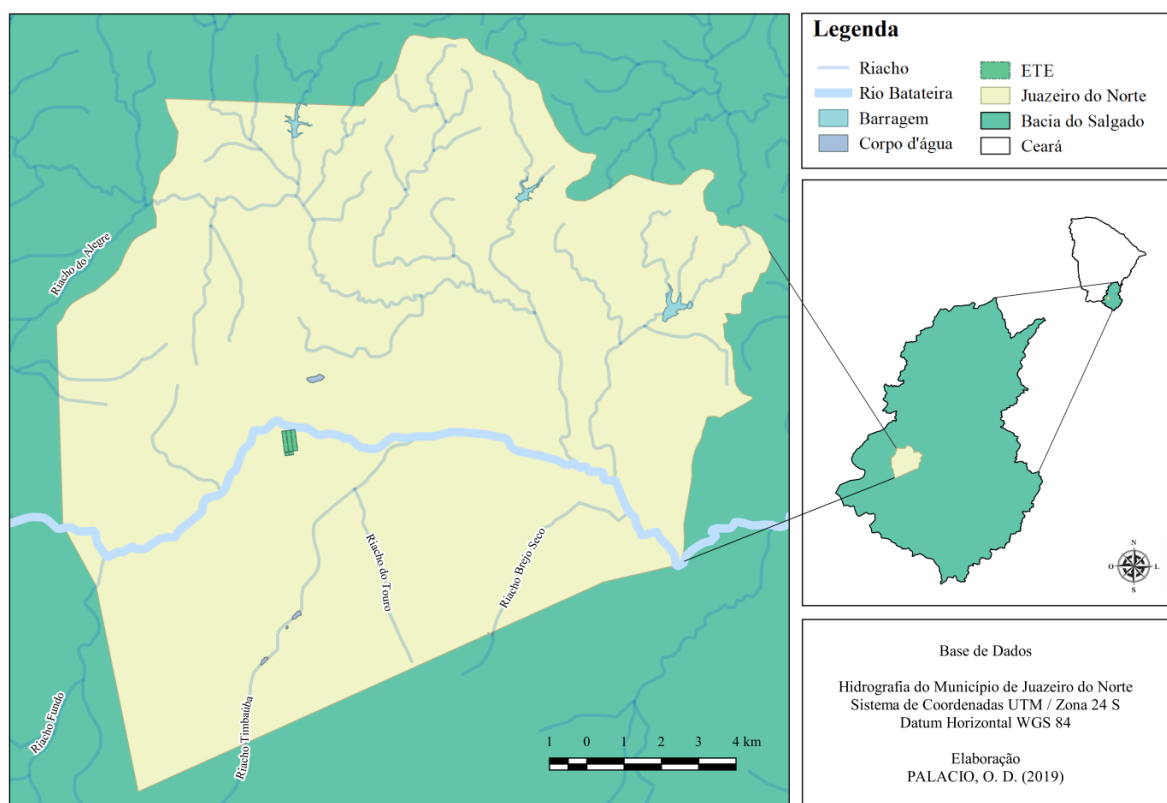 Legenda
Riacho
Rio Batateira
Barragem
Corpo d'água
ETE
Juazeiro do Norte
Bacia do Salgado
Ceará
Riacho do Alegre
Riacho do Touro
Riacho Brejo Seco
Riacho Fundo
Riacho Timbaúba
1 0 1 2 3 4 km
N
O L
S
Base de Dados
Hidrografia do Município de Juazeiro do Norte
Sistema de Coordenadas UTM / Zona 24 S
Datum Horizontal WGS 84
Elaboração
PALACIO, O. D. (2019)